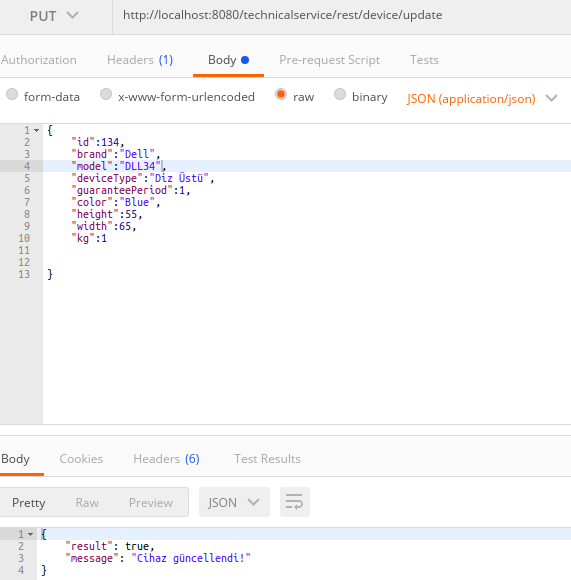 PUT http://localhost:8080/technicalservice/rest/device/update
Authorization Headers (1) Body Pre-request Script Tests
form-data x-www-form-urlencoded raw binary JSON (application/json)
1 {
2 "id":134,
3 "brand":"Dell",
4 "model":"DLL34",
5 "deviceType":"Diz Üstü",
6 "guaranteePeriod":1,
7 "color":"Blue",
8 "height":55,
9 "width":65,
10 "kg":1
11
12
13 }
Body Cookies Headers (6) Test Results
Pretty Raw Preview JSON
1 {
2 "result": true,
3 "message": "Cihaz güncellendi!"
4 }